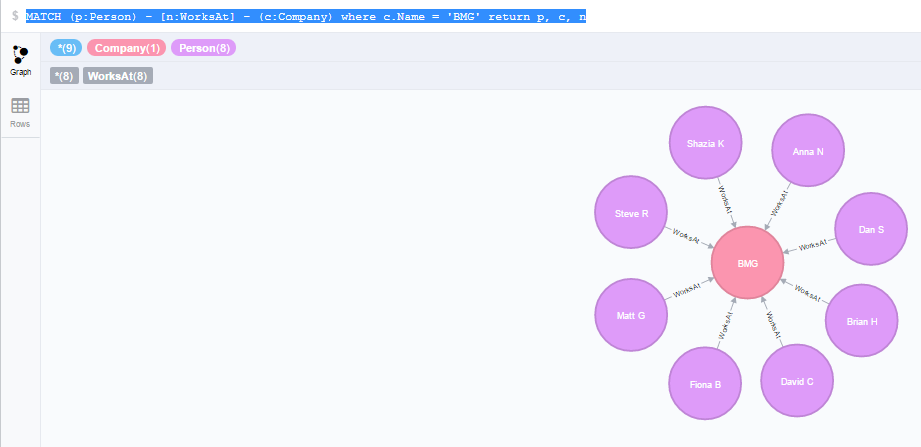 $ MATCH (p:Person) - [n:WorksAt] - (c:Company) where c.Name = 'BMG' return p, c, n
Graph
*(9) Company(1) Person(8)
*(8) WorksAt(8)
Rows
Shazia K
Anna N
Steve R
Dan S
BMG
Matt G
Brian H
Fiona B
David C
WorksAt
WorksAt
WorksAt
WorksAt
WorksAt
WorksAt
WorksAt
WorksAt